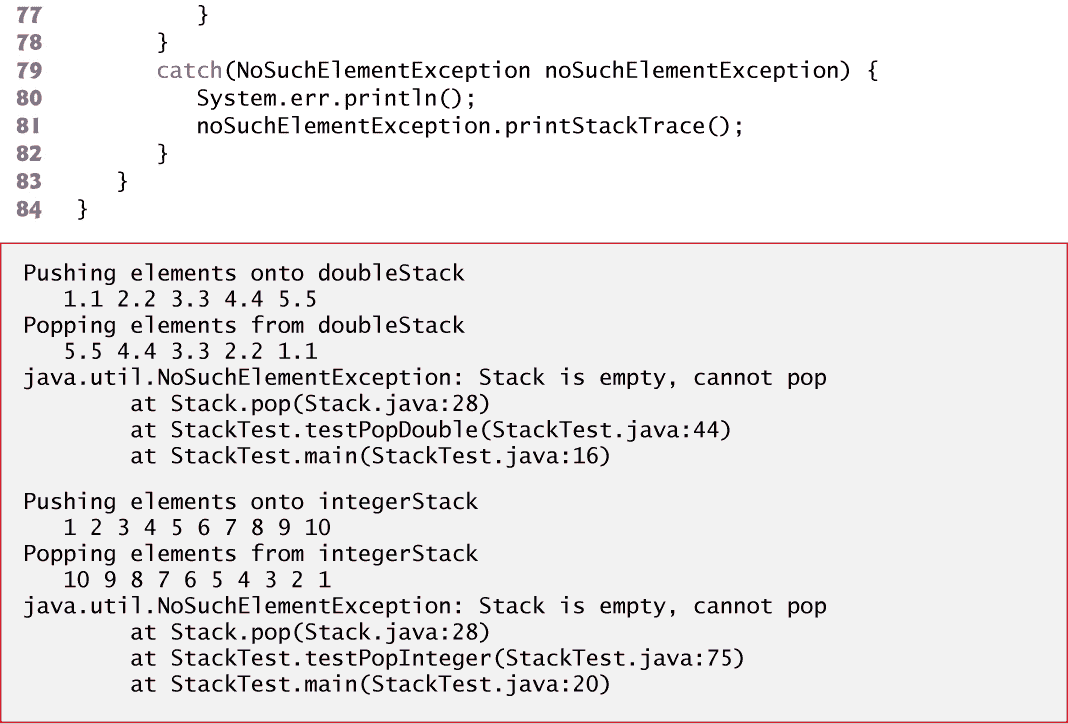 77 }
78 }
79 catch(NoSuchElementException noSuchElementException) {
80 System.err.println();
81 noSuchElementException.printStackTrace();
82 }
83 }
84 }
Pushing elements onto doubleStack
1.1 2.2 3.3 4.4 5.5
Popping elements from doubleStack
5.5 4.4 3.3 2.2 1.1
java.util.NoSuchElementException: Stack is empty, cannot pop
at Stack.pop(Stack.java:28)
at StackTest.testPopDouble(StackTest.java:44)
at StackTest.main(StackTest.java:16)
Pushing elements onto integerStack
1 2 3 4 5 6 7 8 9 10
Popping elements from integerStack
10 9 8 7 6 5 4 3 2 1
java.util.NoSuchElementException: Stack is empty, cannot pop
at Stack.pop(Stack.java:28)
at StackTest.testPopInteger(StackTest.java:75)
at StackTest.main(StackTest.java:20)